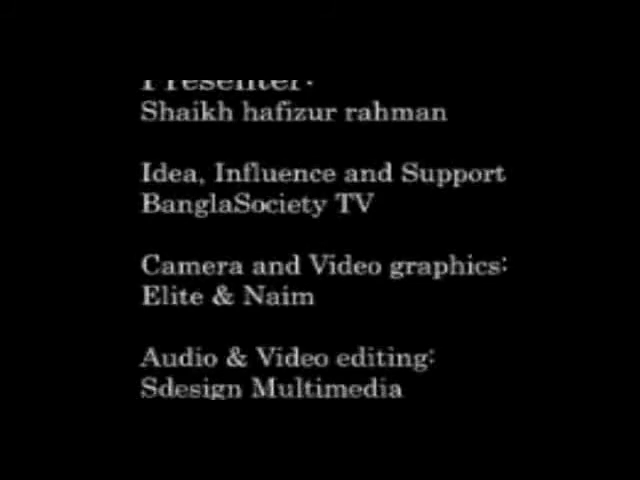 Presenter:
Shaikh hafizur rahman
Idea, Influence and Support
BanglaSociety TV
Camera and Video graphics:
Elite & Naim
Audio & Video editing:
Sdesign Multimedia